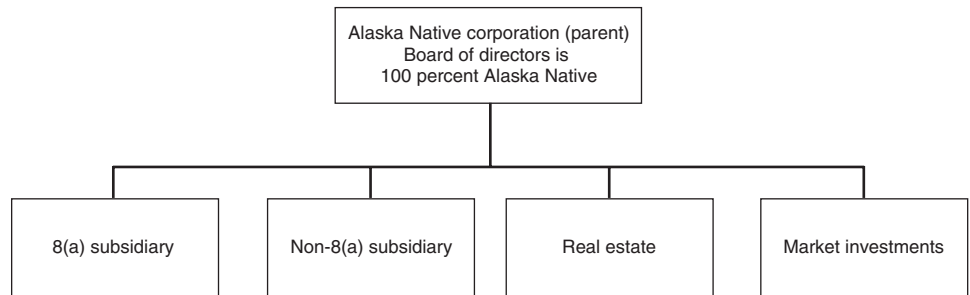 Alaska Native corporation (parent)
Board of directors is
100 percent Alaska Native
8(a) subsidiary
Non-8(a) subsidiary
Real estate
Market investments